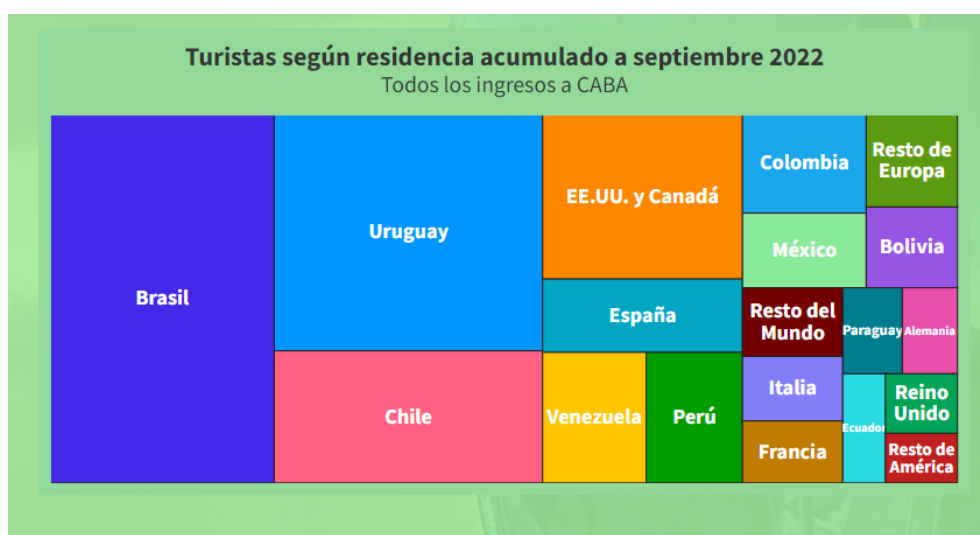 Turistas según residencia acumulado a septiembre 2022
Todos los ingresos a CABA
Brasil
Uruguay
Chile
EE.UU. y Canadá
España
Venezuela
Perú
Colombia
México
Resto de
Europa
Bolivia
Resto del
Mundo
Italia
Francia
Paraguay
Alemania
Ecuador
Reino
Unido
Resto de
América